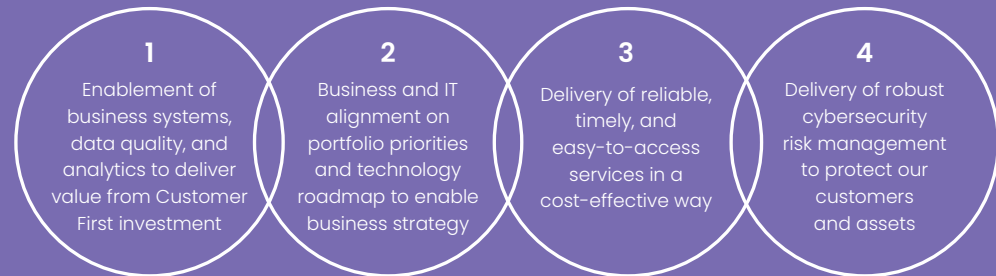 1
Enablement of
business systems,
data quality, and
analytics to deliver
value from Customer
First investment
2
Business and IT
alignment on
portfolio priorities
and technology
roadmap to enable
business strategy
3
Delivery of reliable,
timely, and
easy-to-access
services in a
cost-effective way
4
Delivery of robust
cybersecurity
risk management
to protect our
customers
and assets